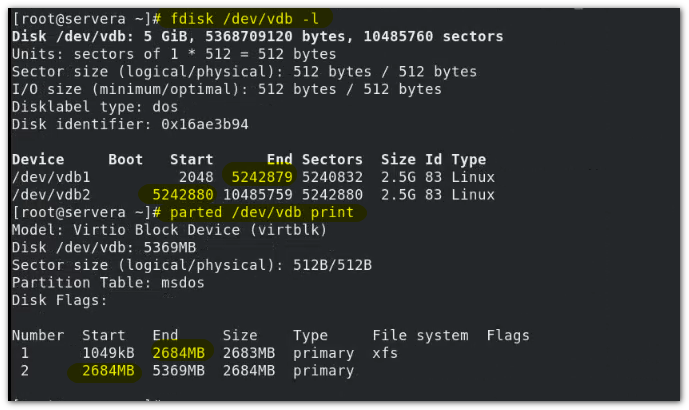 [root@servera ~]# fdisk /dev/vdb -l
Disk /dev/vdb: 5 GiB, 5368709120 bytes, 10485760 sectors
Units: sectors of 1 * 512 = 512 bytes
Sector size (logical/physical): 512 bytes / 512 bytes
I/O size (minimum/optimal): 512 bytes / 512 bytes
Disklabel type: dos
Disk identifier: 0x16ae3b94
Device     Boot   Start      End Sectors  Size Id Type
/dev/vdb1          2048  5242879 5240832  2.5G 83 Linux
/dev/vdb2       5242880 10485759 5242880  2.5G 83 Linux
[root@servera ~]# parted /dev/vdb print
Model: Virtio Block Device (virtblk)
Disk /dev/vdb: 5369MB
Sector size (logical/physical): 512B/512B
Partition Table: msdos
Disk Flags:
Number  Start   End     Size    Type     File system  Flags
 1      1049kB  2684MB  2683MB  primary  xfs
 2      2684MB  5369MB  2684MB  primary